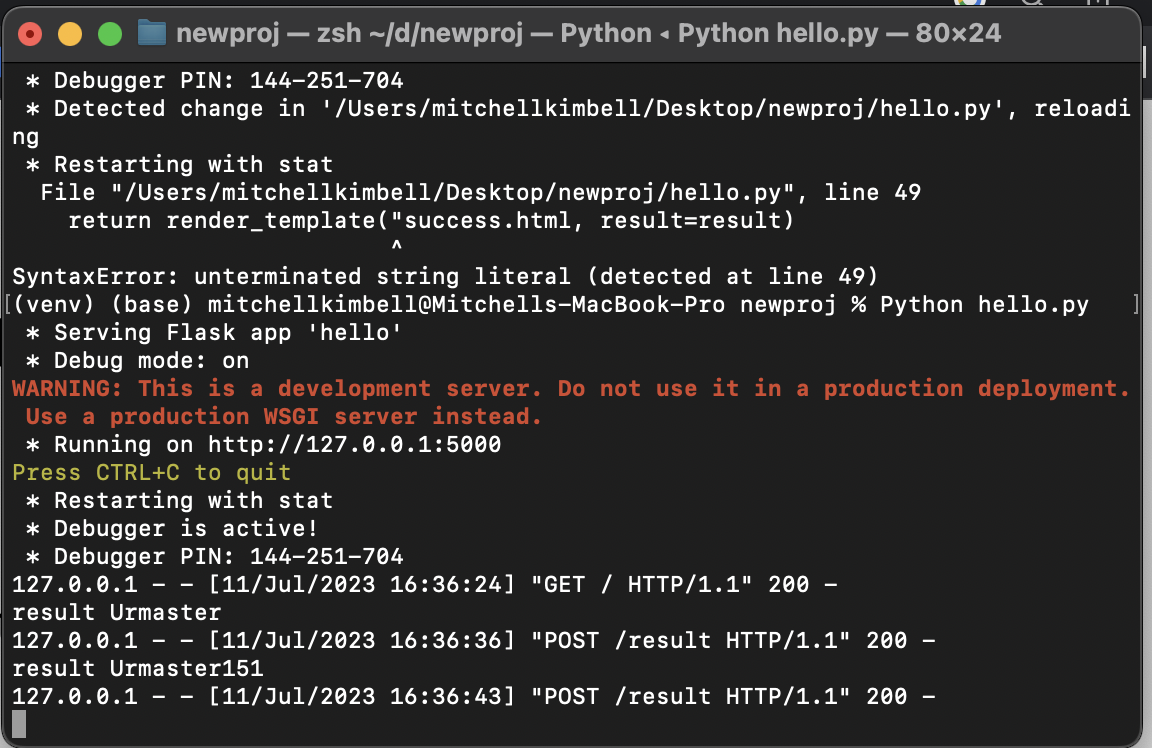 newproj — zsh ~/d/newproj — Python ◂ Python hello.py — 80×24
* Debugger PIN: 144-251-704
* Detected change in '/Users/mitchellkimbell/Desktop/newproj/hello.py', reloadi
ng
* Restarting with stat
File "/Users/mitchellkimbell/Desktop/newproj/hello.py", line 49
return render_template("success.html, result=result)
^
SyntaxError: unterminated string literal (detected at line 49)
[(venv) (base) mitchellkimbell@Mitchells-MacBook-Pro newproj % Python hello.py ]
* Serving Flask app 'hello'
* Debug mode: on
WARNING: This is a development server. Do not use it in a production deployment.
Use a production WSGI server instead.
* Running on http://127.0.0.1:5000
Press CTRL+C to quit
* Restarting with stat
* Debugger is active!
* Debugger PIN: 144-251-704
127.0.0.1 - - [11/Jul/2023 16:36:24] "GET / HTTP/1.1" 200 -
result Urmaster
127.0.0.1 - - [11/Jul/2023 16:36:36] "POST /result HTTP/1.1" 200 -
result Urmaster151
127.0.0.1 - - [11/Jul/2023 16:36:43] "POST /result HTTP/1.1" 200 -